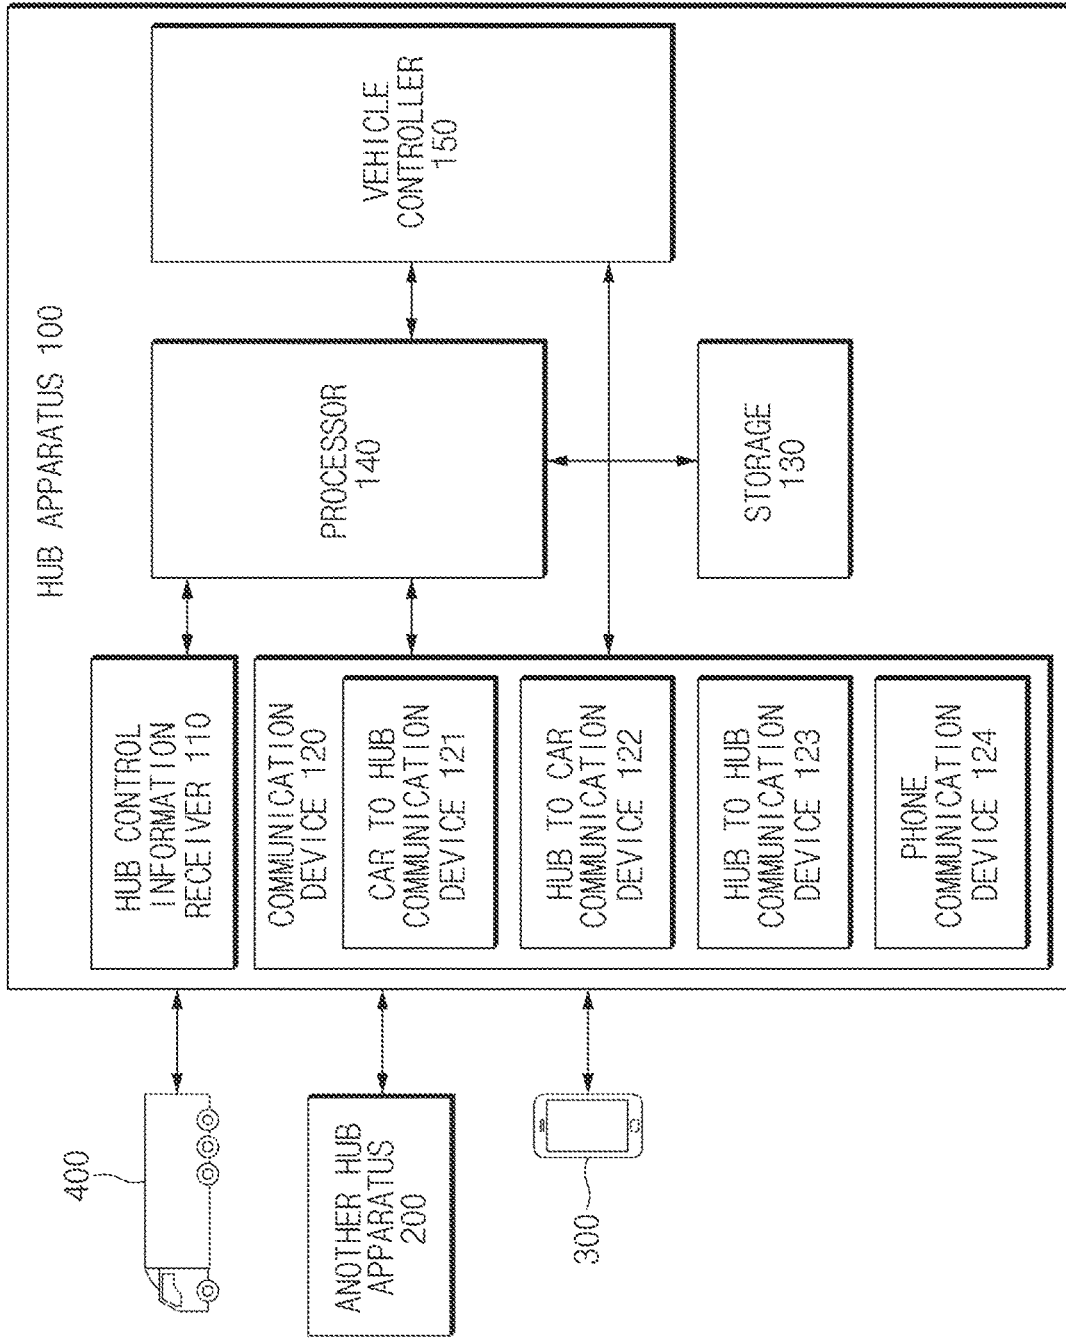 HUB APPARATUS 100
400
ANOTHER HUB
APPARATUS
200
300
HUB CONTROL
INFORMATION
RECEIVER 110
COMMUNICATION
DEVICE 120
CAR TO HUB
COMMUNICATION
DEVICE 121
HUB TO CAR
COMMUNICATION
DEVICE 122
HUB TO HUB
COMMUNICATION
DEVICE 123
PHONE
COMMUNICATION
DEVICE 124
PROCESSOR
140
STORAGE
130
VEHICLE
CONTROLLER
150